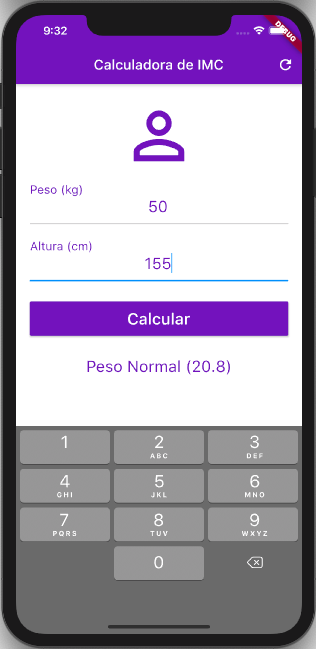 9:32
DEBUG
Calculadora de IMC
Peso (kg)
50
Altura (cm)
155
Calcular
Peso Normal (20.8)
1 2 3
ABC DEF
4 5 6
GHI JKL MNO
7 8 9
PQRS TUV WXYZ
0